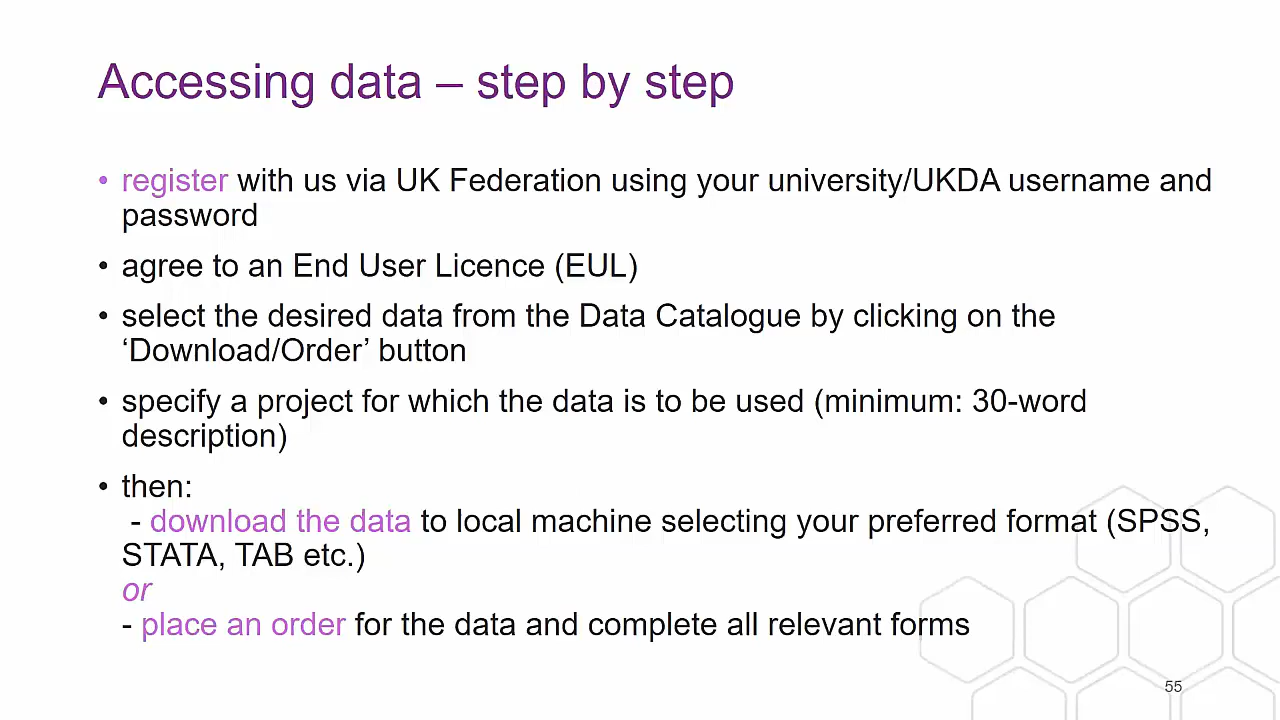 Accessing data – step by step
• register with us via UK Federation using your university/UKDA username and
password
• agree to an End User Licence (EUL)
• select the desired data from the Data Catalogue by clicking on the
‘Download/Order’ button
• specify a project for which the data is to be used (minimum: 30-word
description)
• then:
- download the data to local machine selecting your preferred format (SPSS,
STATA, TAB etc.)
or
- place an order for the data and complete all relevant forms
55